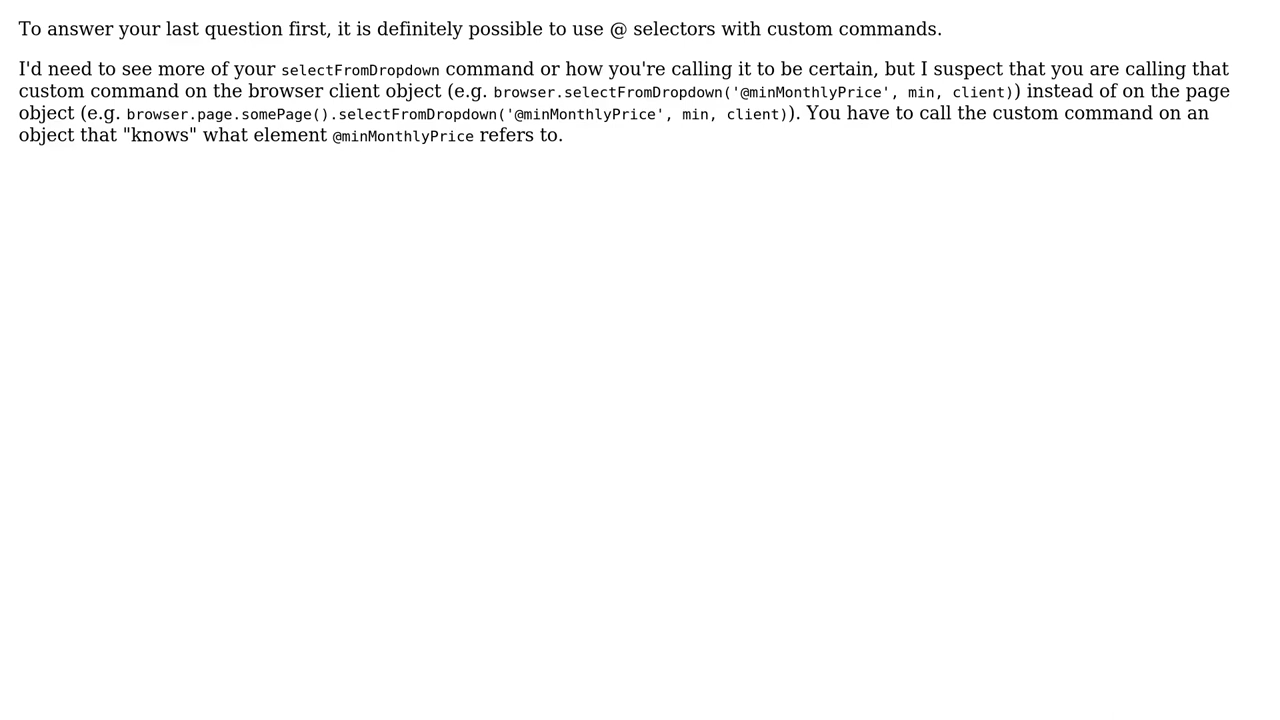 To answer your last question first, it is definitely possible to use @ selectors with custom commands.
I'd need to see more of your selectFromDropdown command or how you're calling it to be certain, but I suspect that you are calling that
custom command on the browser client object (e.g. browser.selectFromDropdown('@minMonthlyPrice', min, client)) instead of on the page
object (e.g. browser.page.somePage().selectFromDropdown('@minMonthlyPrice', min, client)). You have to call the custom command on an
object that "knows" what element @minMonthlyPrice refers to.